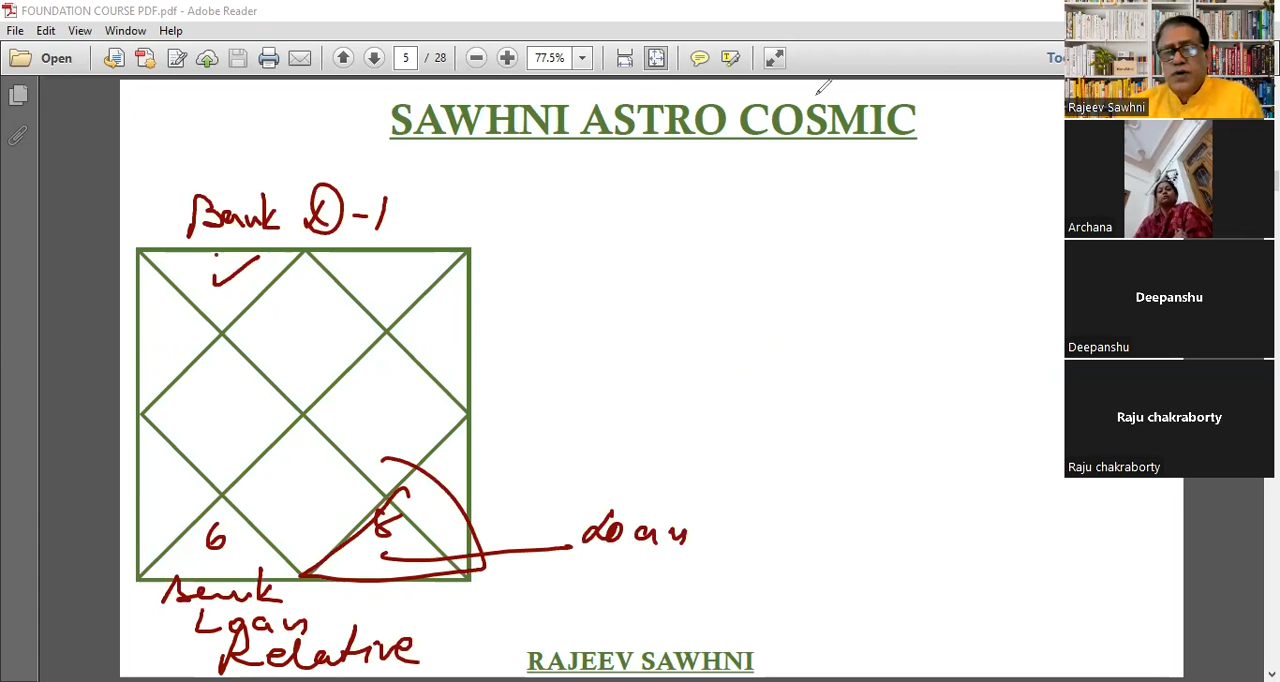 FOUNDATION COURSE PDF.pdf - Adobe Reader
File Edit View Window Help
Open 5 / 28 77.5%
SAWHNI ASTRO COSMIC
Bank D-1
6
Loan
Bank
Loan
Relative
RAJEEV SAWHNI
Rajeev Sawhni
Archana
Deepanshu
Deepanshu
Raju chakraborty
Raju chakraborty